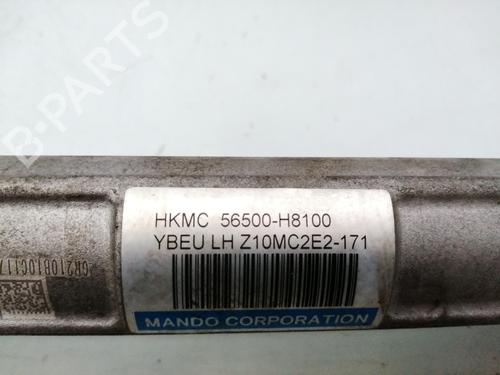 B-PARTS
HKMC 56500-H8100
YBEU LH Z10MC2E2-171
MANDO CORPORATION